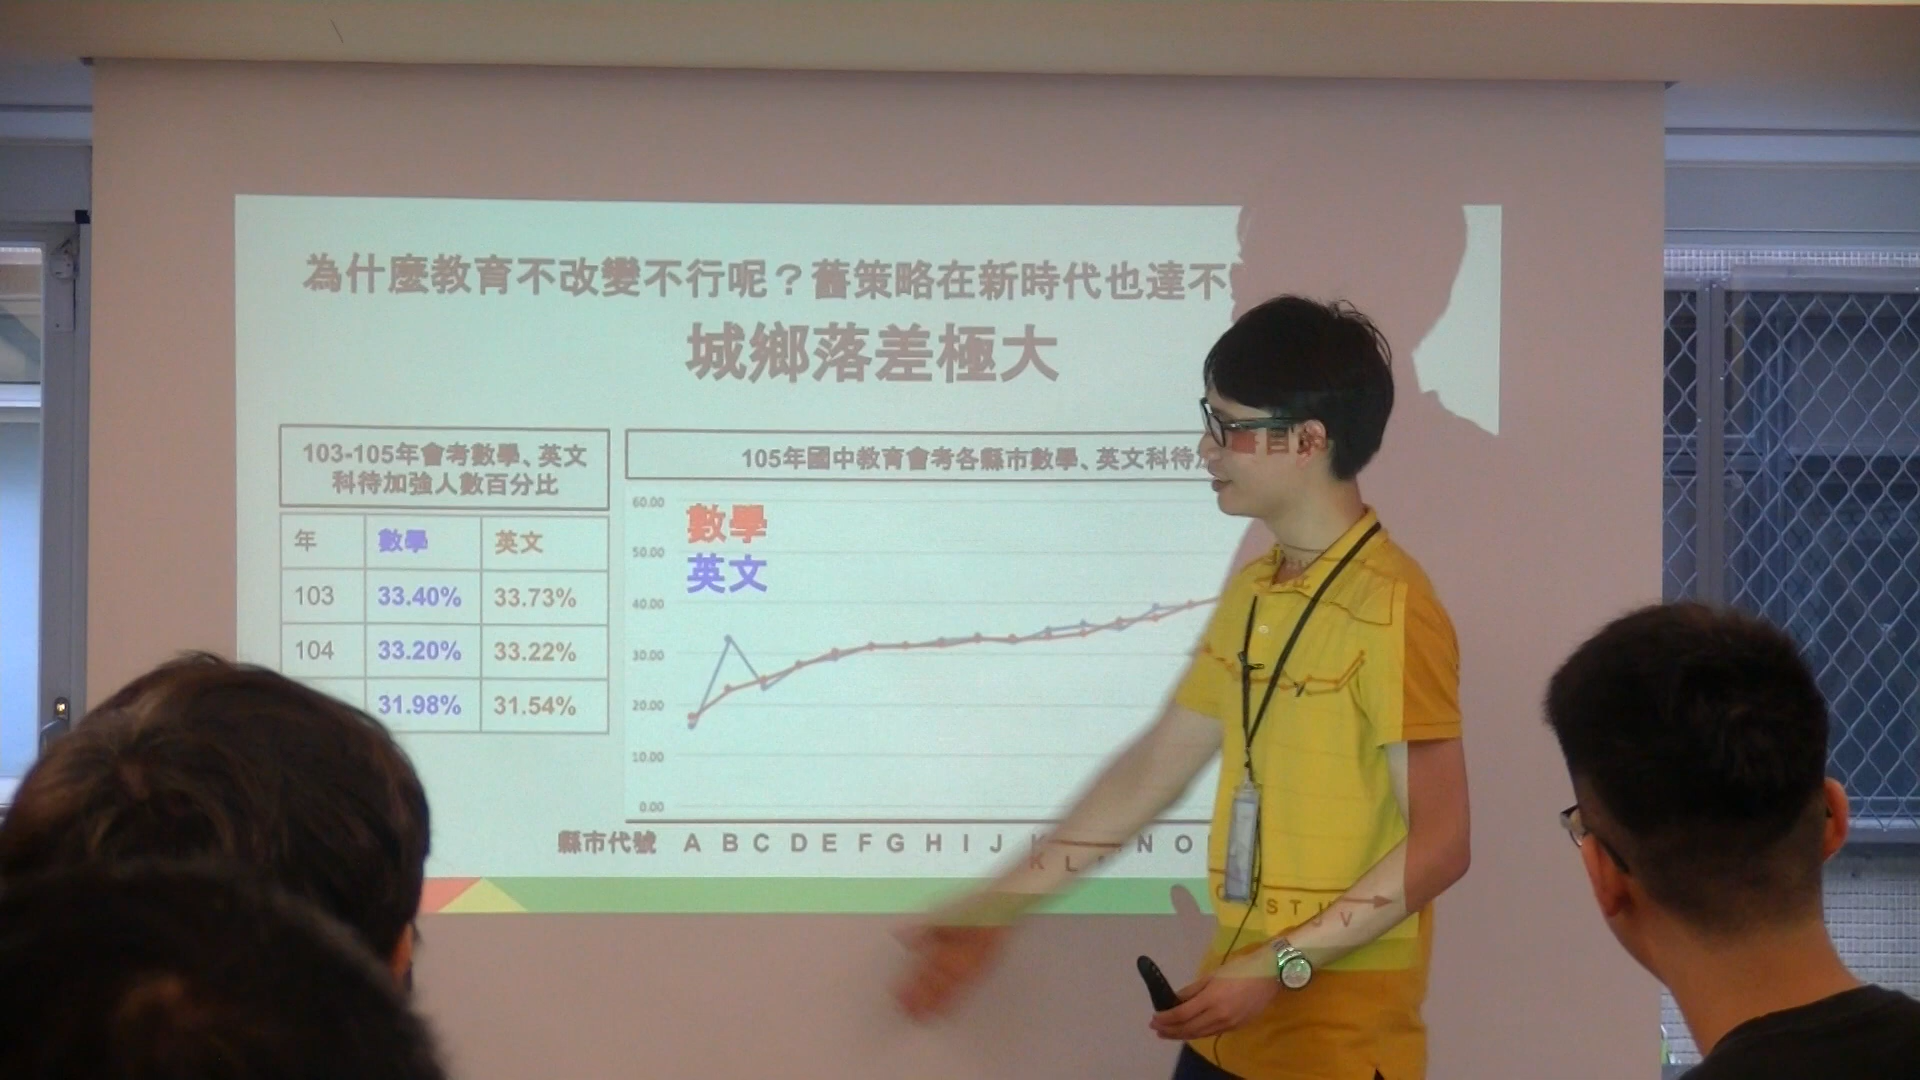 為什麼教育不改變不行呢？舊策略在新時代也達不
城鄉落差極大
103-105年會考數學、英文
科待加強人數百分比
年 數學 英文
103 33.40% 33.73%
104 33.20% 33.22%
31.98% 31.54%
105年國中教育會考各縣市數學、英文科待加
數學
英文
60.00
50.00
40.00
30.00
20.00
10.00
0.00
縣市代號 A B C D E F G H I J K L N O
S T U V